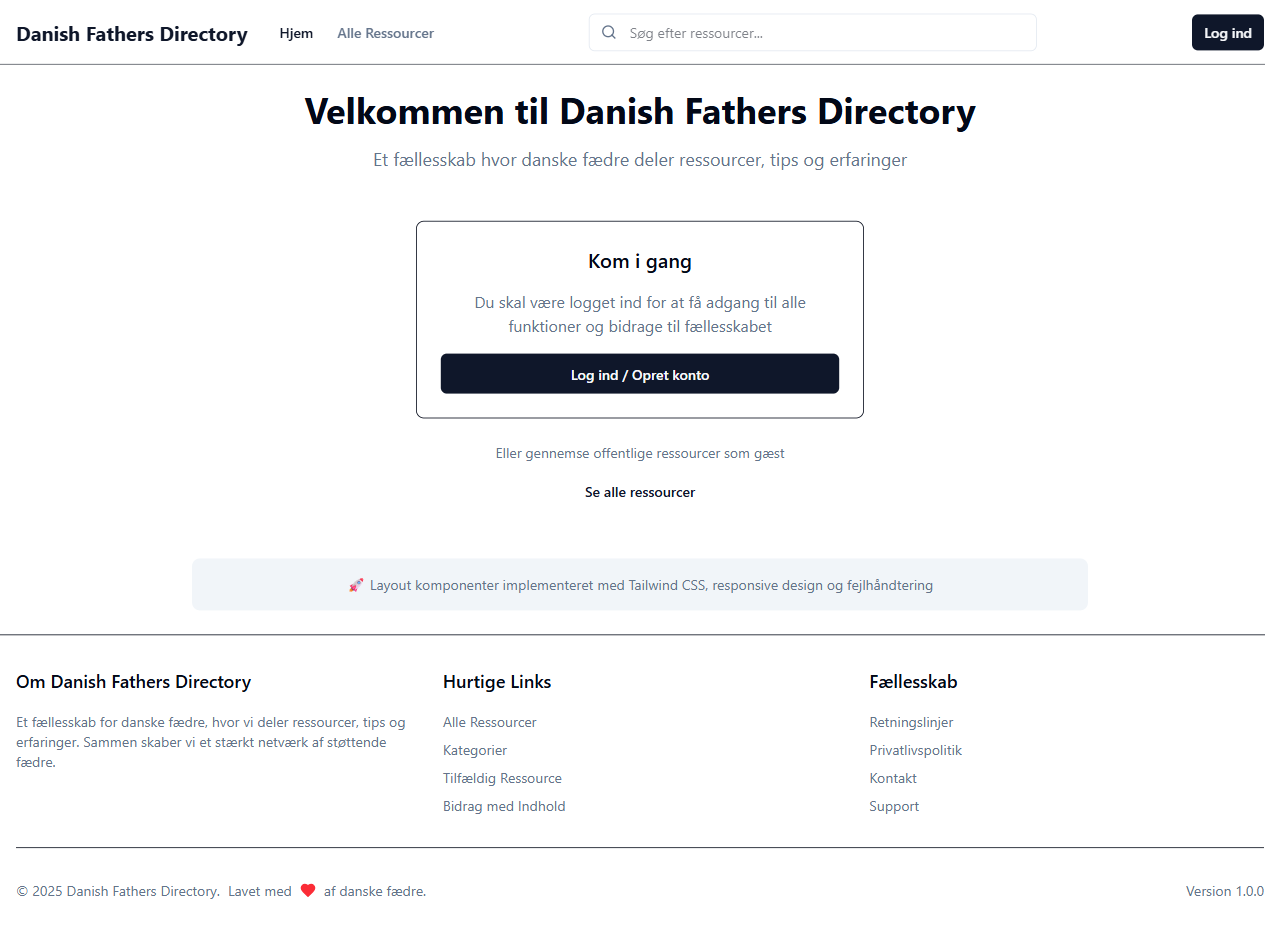 Danish Fathers Directory
Hjem
Alle Ressourcer
Søg efter ressourcer...
Log ind
Velkommen til Danish Fathers Directory
Et fællesskab hvor danske fædre deler ressourcer, tips og erfaringer
Kom i gang
Du skal være logget ind for at få adgang til alle
funktioner og bidrage til fællesskabet
Log ind / Opret konto
Eller gennemse offentlige ressourcer som gæst
Se alle ressourcer
🚀 Layout komponenter implementeret med Tailwind CSS, responsive design og fejlhåndtering
Om Danish Fathers Directory
Et fællesskab for danske fædre, hvor vi deler ressourcer, tips og
erfaringer. Sammen skaber vi et stærkt netværk af støttende
fædre.
Hurtige Links
Alle Ressourcer
Kategorier
Tilfældig Ressource
Bidrag med Indhold
Fællesskab
Retningslinjer
Privatlivspolitik
Kontakt
Support
© 2025 Danish Fathers Directory. Lavet med ❤️ af danske fædre.
Version 1.0.0